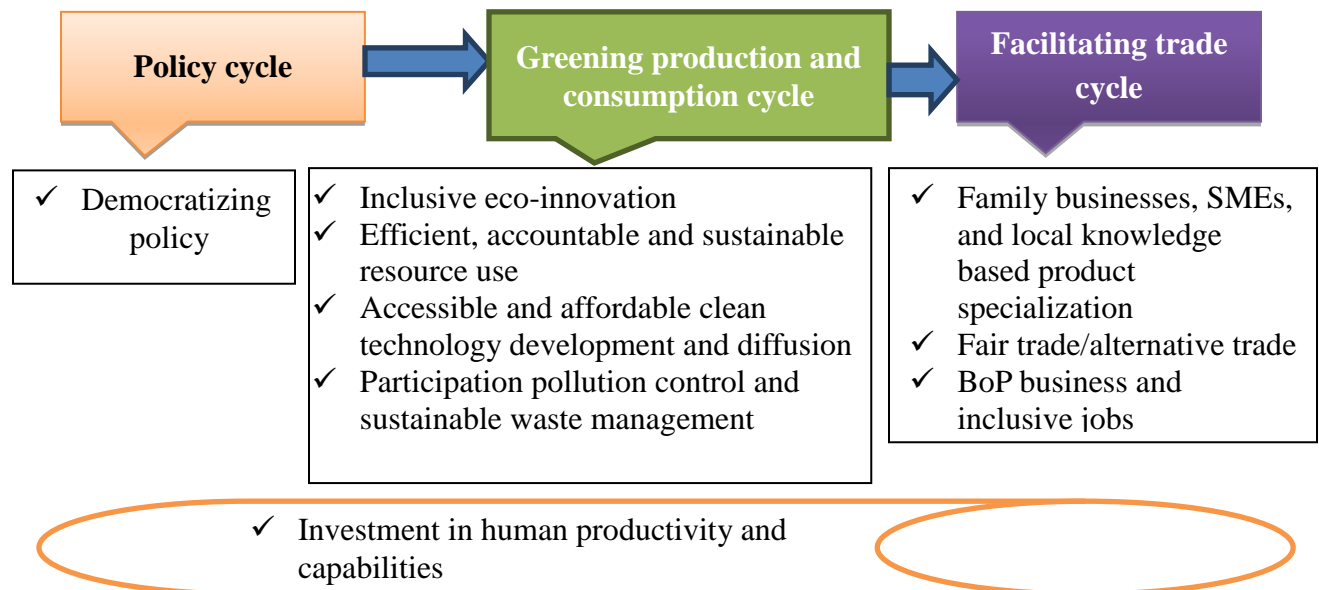 Policy cycle
Greening production and
consumption cycle
Facilitating trade
cycle
✓ Democratizing
policy
✓ Inclusive eco-innovation
✓ Efficient, accountable and sustainable
resource use
✓ Accessible and affordable clean
technology development and diffusion
✓ Participation pollution control and
sustainable waste management
✓ Family businesses, SMEs,
and local knowledge
based product
specialization
✓ Fair trade/alternative trade
✓ BoP business and
inclusive jobs
✓ Investment in human productivity and
capabilities